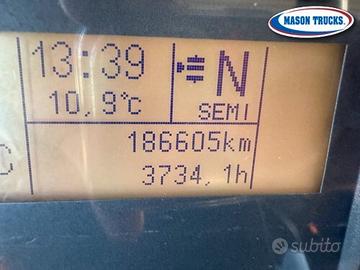 MASON TRUCKS.
13:39
N
10,9°c
SEMI
186605km
3734,1h
subito